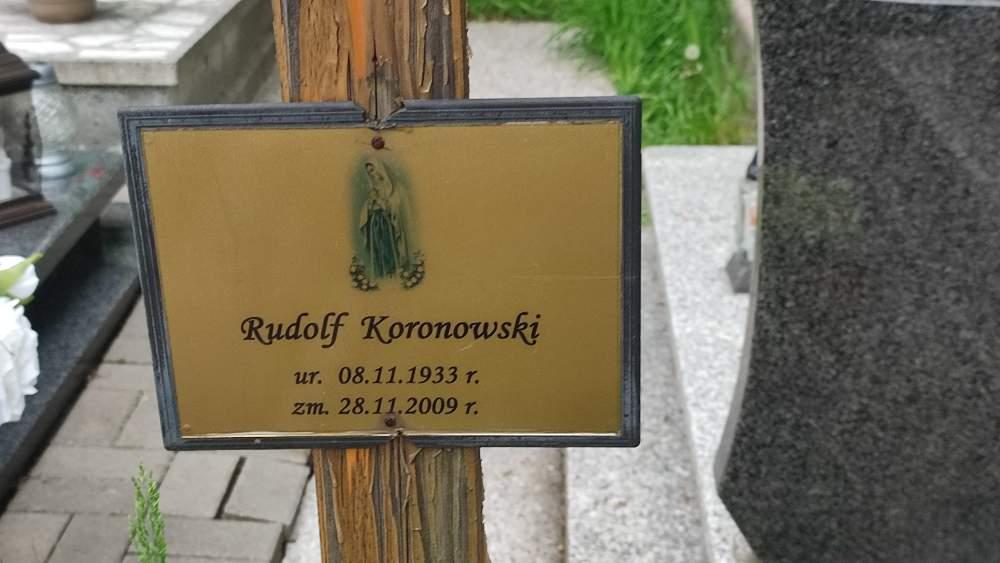 Rudolf Koronowski
ur. 08.11.1933 r.
zm. 28.11.2009 r.